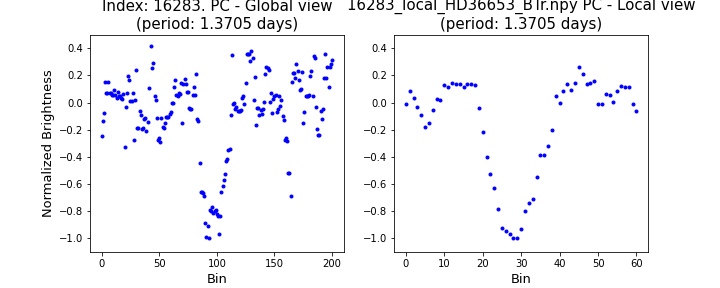 Index: 16283. PC - Global view
(period: 1.3705 days)
16283_local_HD36653_BTr.npy PC - Local view
(period: 1.3705 days)
Normalized Brightness
0.4
0.2
0.0
−0.2
−0.4
−0.6
−0.8
−1.0
0 50 100 150 200
Bin
0.4
0.2
0.0
−0.2
−0.4
−0.6
−0.8
−1.0
0 10 20 30 40 50 60
Bin